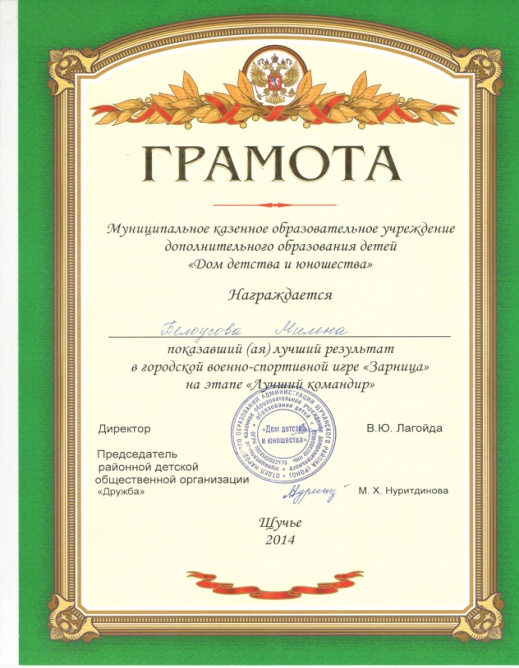 ГРАМОТА
Муниципальное казенное образовательное учреждение
дополнительного образования детей
«Дом детства и юношества»
Награждается
Белоусова Милена
показавший (ая) лучший результат
в городской военно-спортивной игре «Зарница»
на этапе «Лучший командир»
«Дом детства
и юношества»
Директор
В.Ю. Лагойда
Председатель
районной детской
общественной организации
«Дружба»
М. Х. Нуритдинова
Щучье
2014